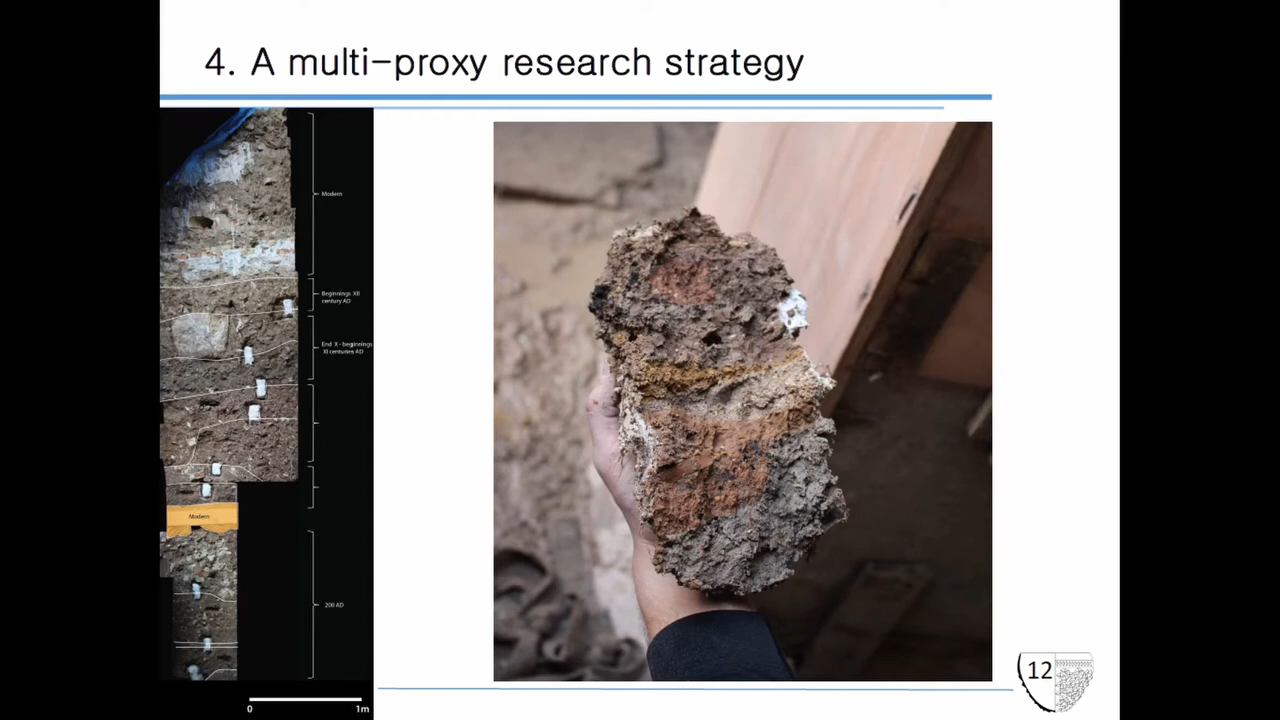 4. A multi-proxy research strategy
Modern
Beginnings XII
century AD
End X - beginnings
XI centuries AD
Modern
200 AD
0 1m
12